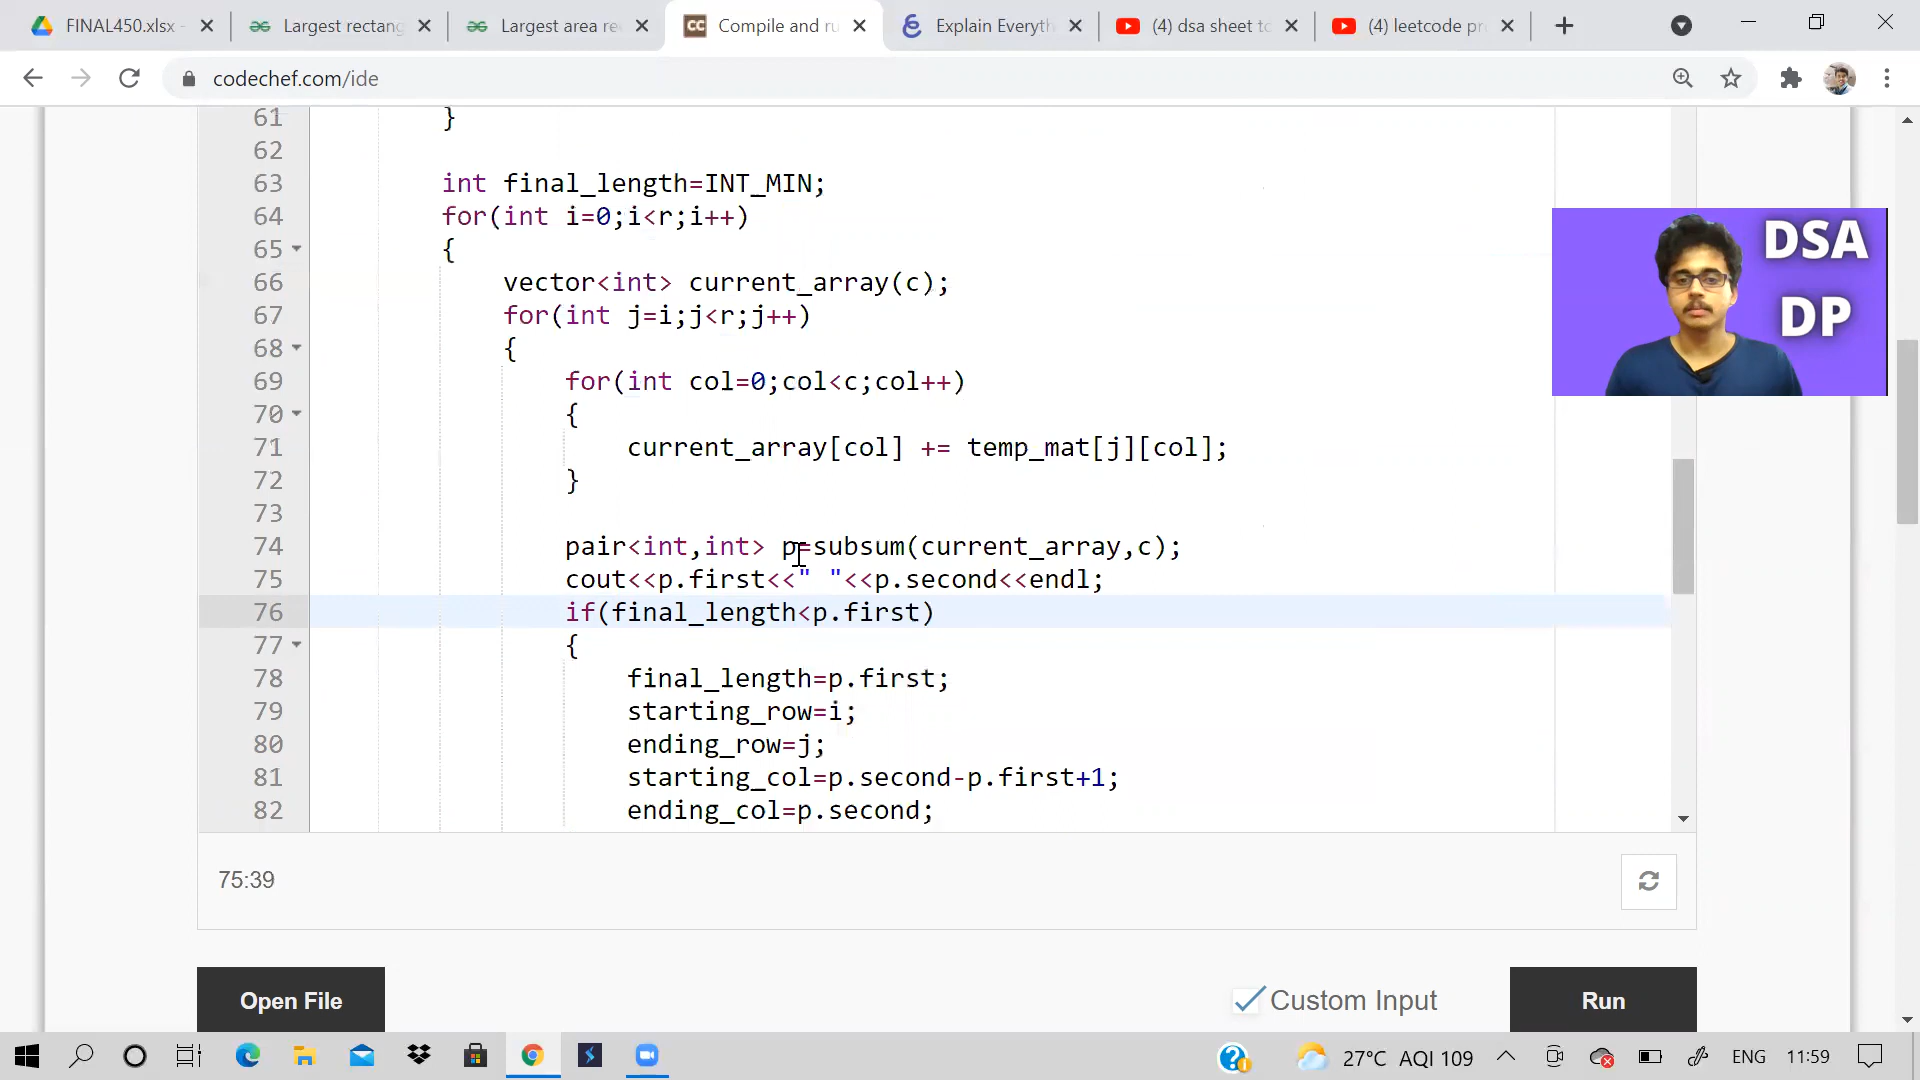 FINAL450.xlsx -
Largest rectang
Largest area re
Compile and ru
Explain Everyth
(4) dsa sheet to
(4) leetcode pr
codechef.com/ide
61 }
62
63 int final_length=INT_MIN;
64 for(int i=0;i<r;i++)
65 {
66 vector<int> current_array(c);
67 for(int j=i;j<r;j++)
68 {
69 for(int col=0;col<c;col++)
70 {
71 current_array[col] += temp_mat[j][col];
72 }
73
74 pair<int,int> p=subsum(current_array,c);
75 cout<<p.first<<" "<<p.second<<endl;
76 if(final_length<p.first)
77 {
78 final_length=p.first;
79 starting_row=i;
80 ending_row=j;
81 starting_col=p.second-p.first+1;
82 ending_col=p.second;
DSA
DP
75:39
Open File
Custom Input
Run
27°C AQI 109
ENG
11:59